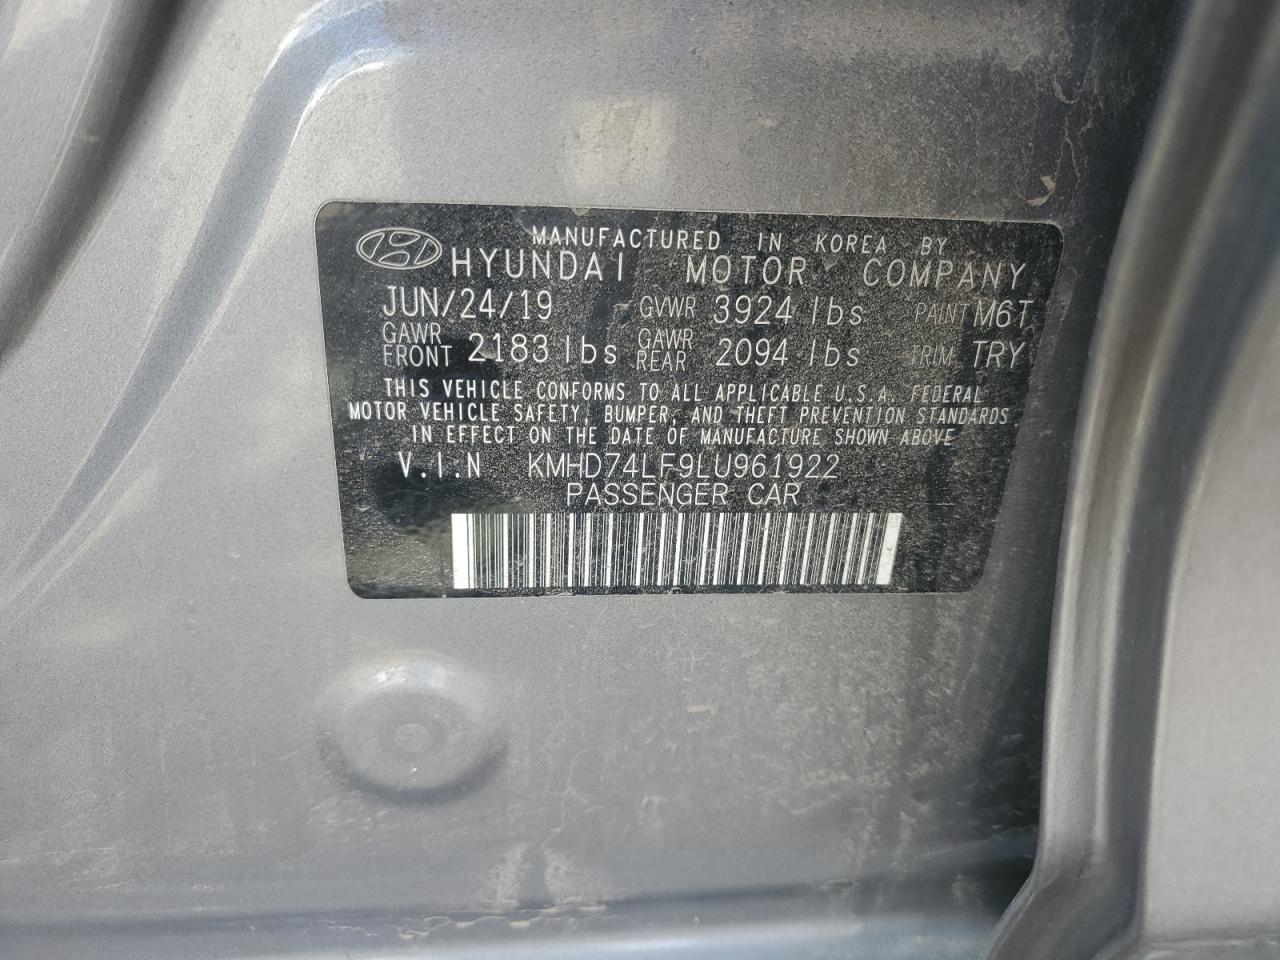 MANUFACTURED IN KOREA BY
HYUNDAI MOTOR COMPANY
JUN/24/19 GVWR 3924 lbs PAINT M6T
GAWR FRONT 2183 lbs GAWR REAR 2094 lbs TRIM TRY
THIS VEHICLE CONFORMS TO ALL APPLICABLE U.S.A. FEDERAL
MOTOR VEHICLE SAFETY, BUMPER, AND THEFT PREVENTION STANDARDS
IN EFFECT ON THE DATE OF MANUFACTURE SHOWN ABOVE
V.I.N KMHD74LF9LU961922
PASSENGER CAR